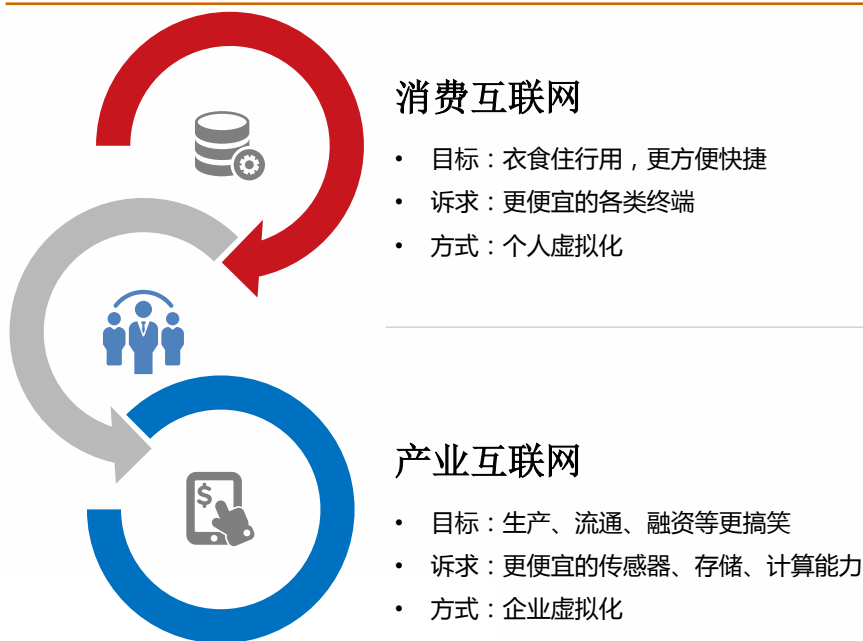 消费互联网
• 目标：衣食住行用，更方便快捷
• 诉求：更便宜的各类终端
• 方式：个人虚拟化
$
产业互联网
• 目标：生产、流通、融资等更搞笑
• 诉求：更便宜的传感器、存储、计算能力
• 方式：企业虚拟化